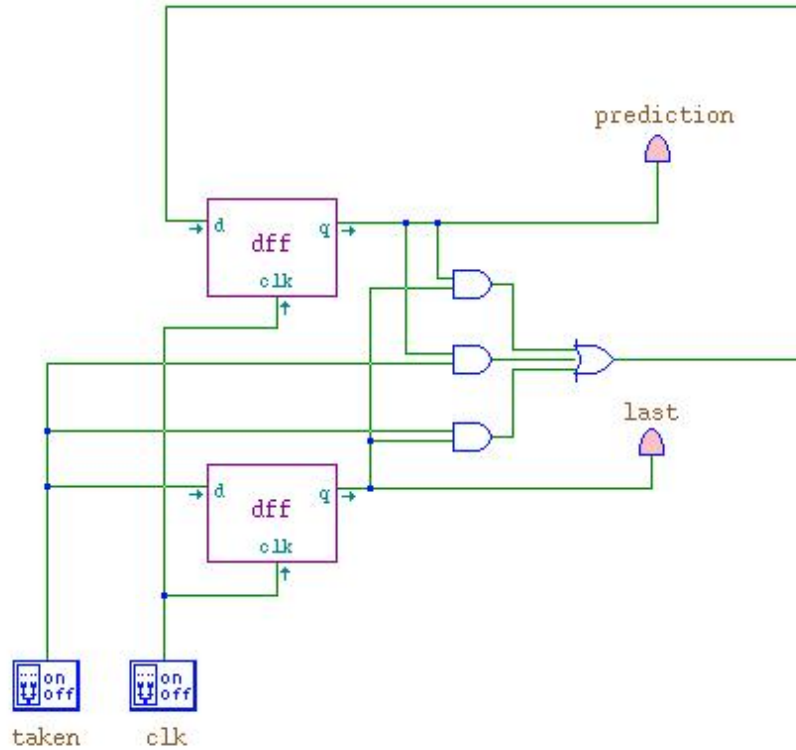 prediction
d
q
dff
clk
last
d
q
dff
clk
on
off
on
off
taken
clk